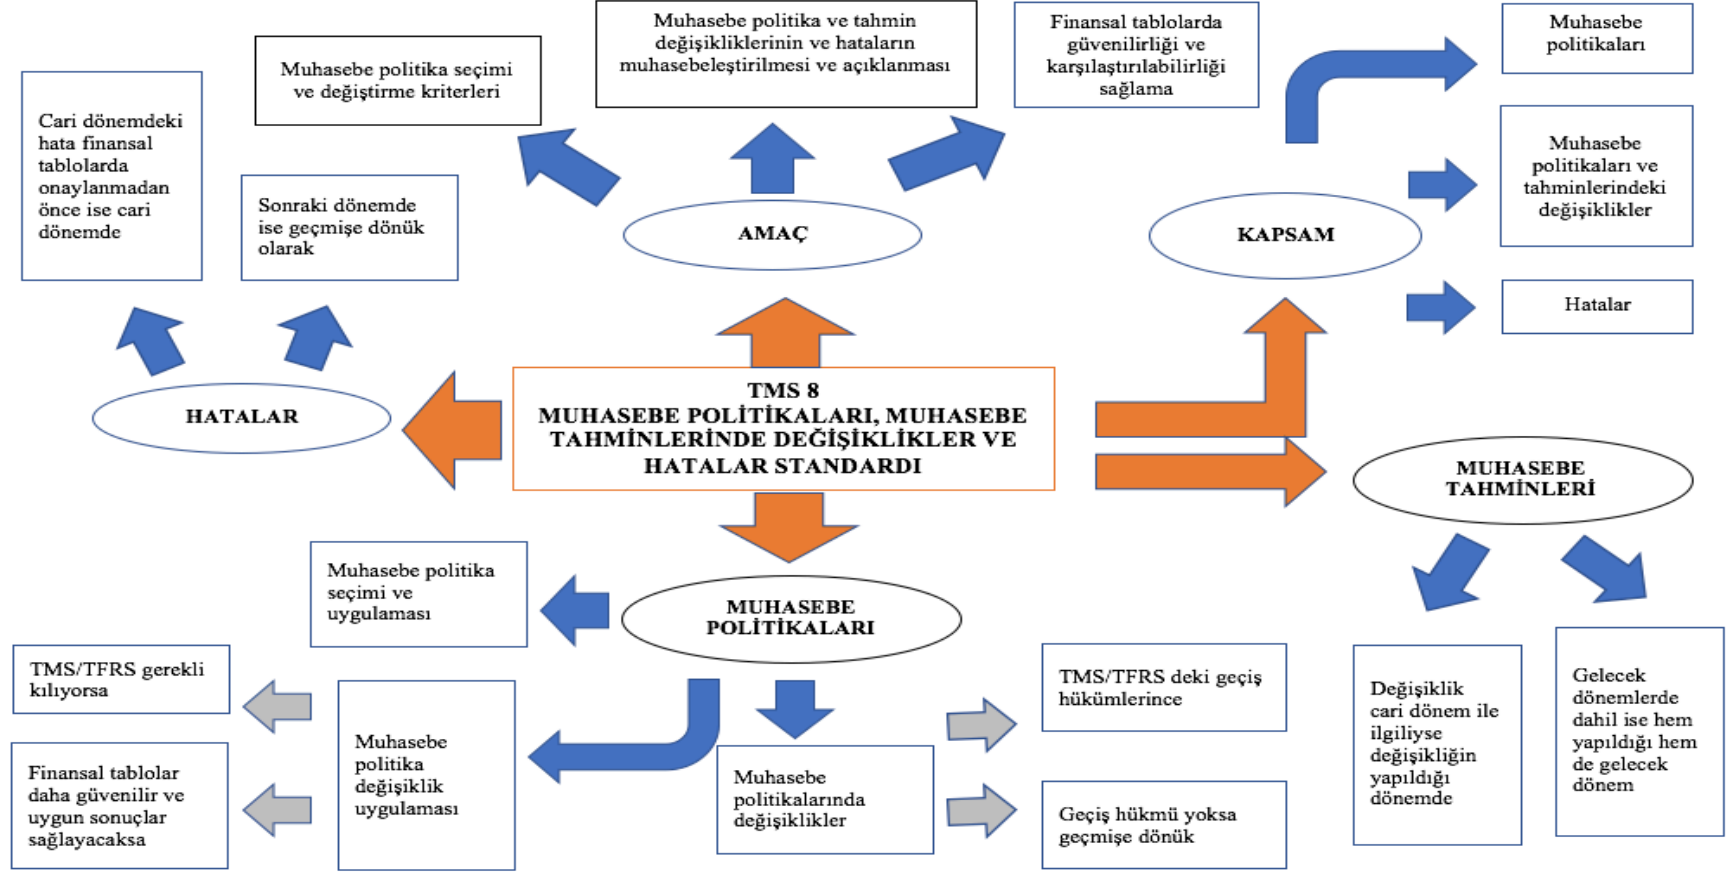 Muhasebe politika seçimi
ve değiştirme kriterleri
Muhasebe politika ve tahmin
değişikliklerinin ve hataların
muhasebeleştirilmesi ve açıklanması
Finansal tablolarda
güvenilirliği ve
karşılaştırılabilirliği
sağlama
Muhasebe
politikaları
Muhasebe
politikaları ve
tahminlerindeki
değişiklikler
Hatalar
Cari dönemdeki
hata finansal
tablolarda
onaylanmadan
önce ise cari
dönemde
Sonraki dönemde
ise geçmişe dönük
olarak
AMAÇ
KAPSAM
HATALAR
TMS 8
MUHASEBE POLİTİKALARI, MUHASEBE
TAHMİNLERİNDE DEĞİŞİKLİKLER VE
HATALAR STANDARDI
MUHASEBE
TAHMİNLERİ
MUHASEBE
POLİTİKALARI
Muhasebe politika
seçimi ve
uygulaması
TMS/TFRS gerekli
kılıyorsa
Finansal tablolar
daha güvenilir ve
uygun sonuçlar
sağlayacaksa
Muhasebe
politika
değişiklik
uygulaması
Muhasebe
politikalarında
değişiklikler
TMS/TFRS deki geçiş
hükümlerince
Geçiş hükmü yoksa
geçmişe dönük
Değişiklik
cari dönem ile
ilgiliyse
değişikliğin
yapıldığı
dönemde
Gelecek
dönemlerde
dahil ise hem
yapıldığı hem
de gelecek
dönem